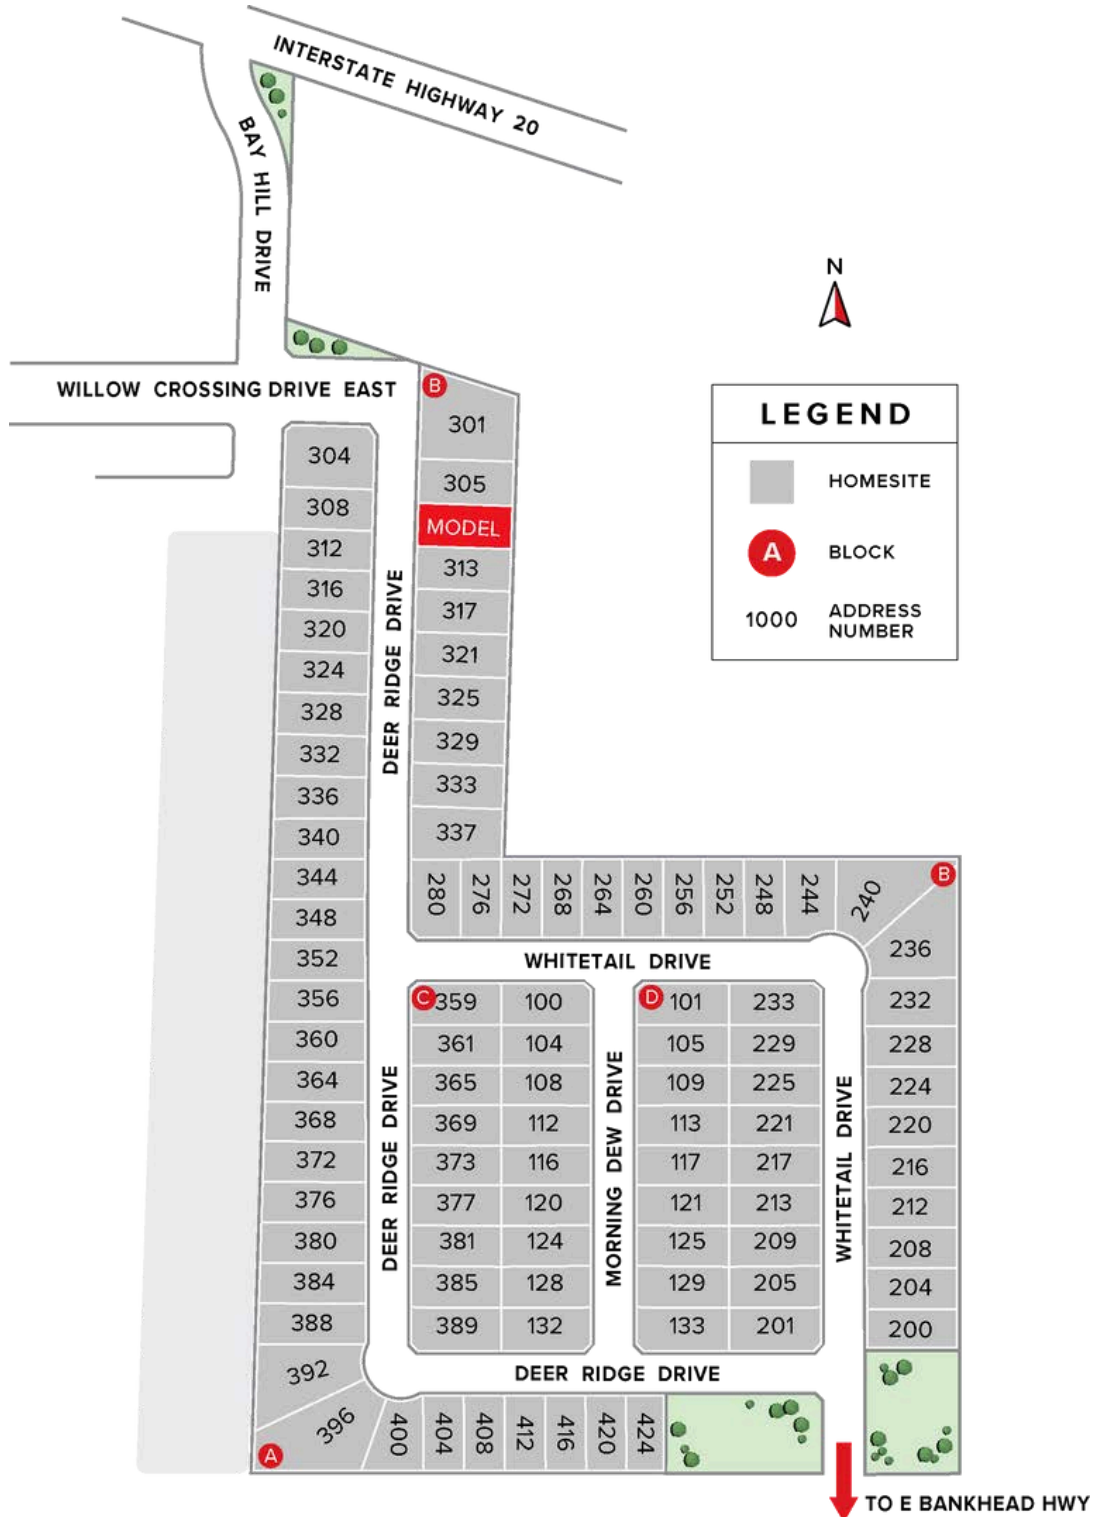 INTERSTATE HIGHWAY 20
BAY HILL DRIVE
N
WILLOW CROSSING DRIVE EAST
LEGEND
HOMESITE
A BLOCK
1000 ADDRESS
NUMBER
B
301
305
MODEL
313
317
321
325
329
333
337
304
308
312
316
320
324
328
332
336
340
344
348
352
356
360
364
368
372
376
380
384
388
392
396
A
DEER RIDGE DRIVE
280 276 272 268 264 260 256 252 248 244 240
B
236
232
228
224
220
216
212
208
204
200
WHITETAIL DRIVE
C 359 100
361 104
365 108
369 112
373 116
377 120
381 124
385 128
389 132
DEER RIDGE DRIVE
MORNING DEW DRIVE
D 101 233
105 229
109 225
113 221
117 217
121 213
125 209
129 205
133 201
WHITETAIL DRIVE
DEER RIDGE DRIVE
400 404 408 412 416 420 424
TO E BANKHEAD HWY